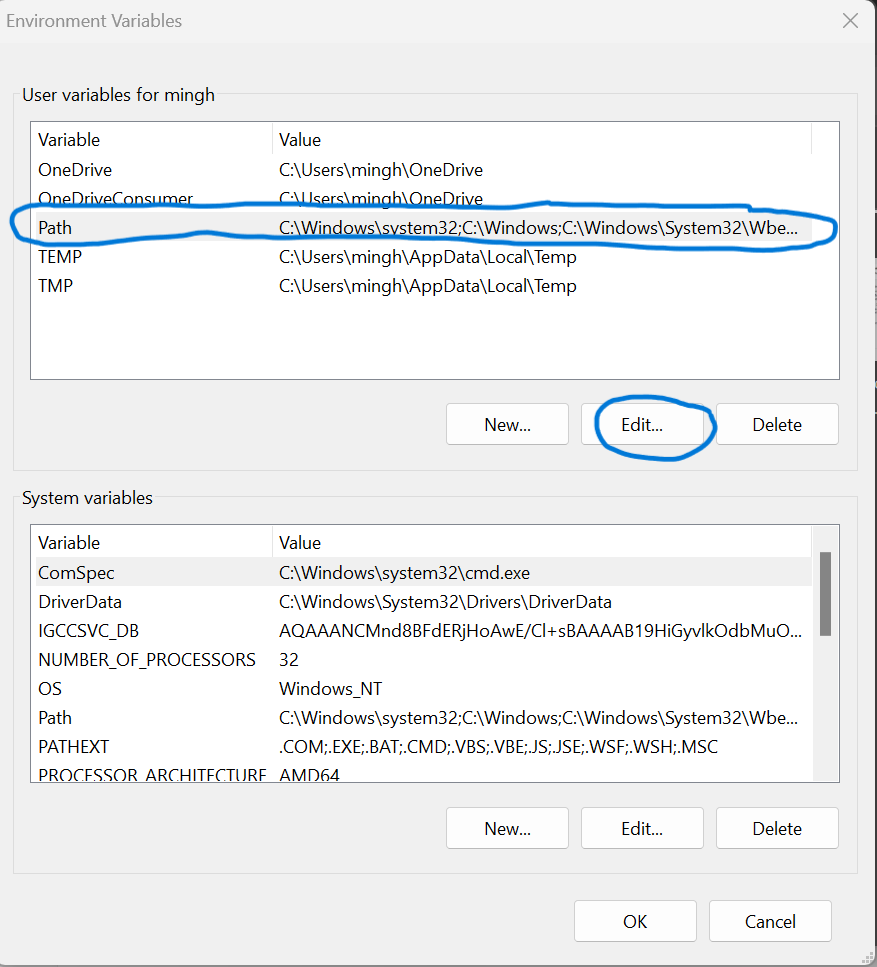 Environment Variables
User variables for mingh
Variable Value
OneDrive C:\Users\mingh\OneDrive
OneDriveConsumer C:\Users\mingh\OneDrive
Path C:\Windows\system32;C:\Windows;C:\Windows\System32\Wbe...
TEMP C:\Users\mingh\AppData\Local\Temp
TMP C:\Users\mingh\AppData\Local\Temp
New... Edit... Delete
System variables
Variable Value
ComSpec C:\Windows\system32\cmd.exe
DriverData C:\Windows\System32\Drivers\DriverData
IGCCSVC_DB AQAAANCMnd8BFdERjHoAwE/Cl+sBAAAAB19HiGyvlkOdbMuO...
NUMBER_OF_PROCESSORS 32
OS Windows_NT
Path C:\Windows\system32;C:\Windows;C:\Windows\System32\Wbe...
PATHEXT .COM;.EXE;.BAT;.CMD;.VBS;.VBE;.JS;.JSE;.WSF;.WSH;.MSC
PROCESSOR_ARCHITECTURE AMD64
New... Edit... Delete
OK Cancel